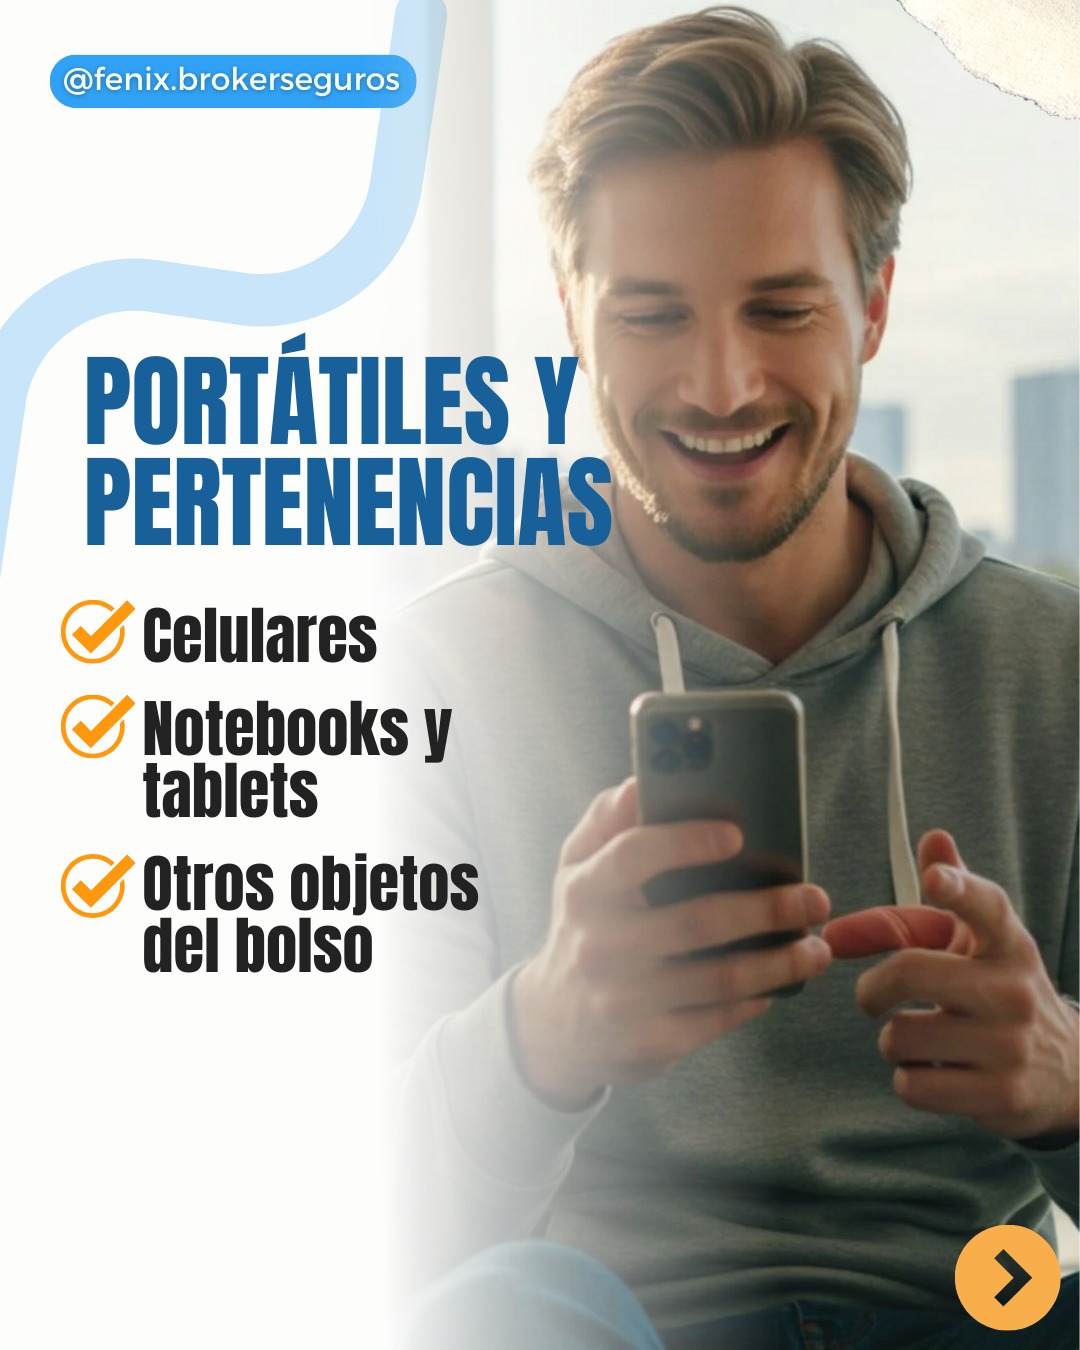 @fenix.brokerseguros
PORTÁTILES Y
PERTENENCIAS
Celulares
Notebooks y
tablets
Otros objetos
del bolso